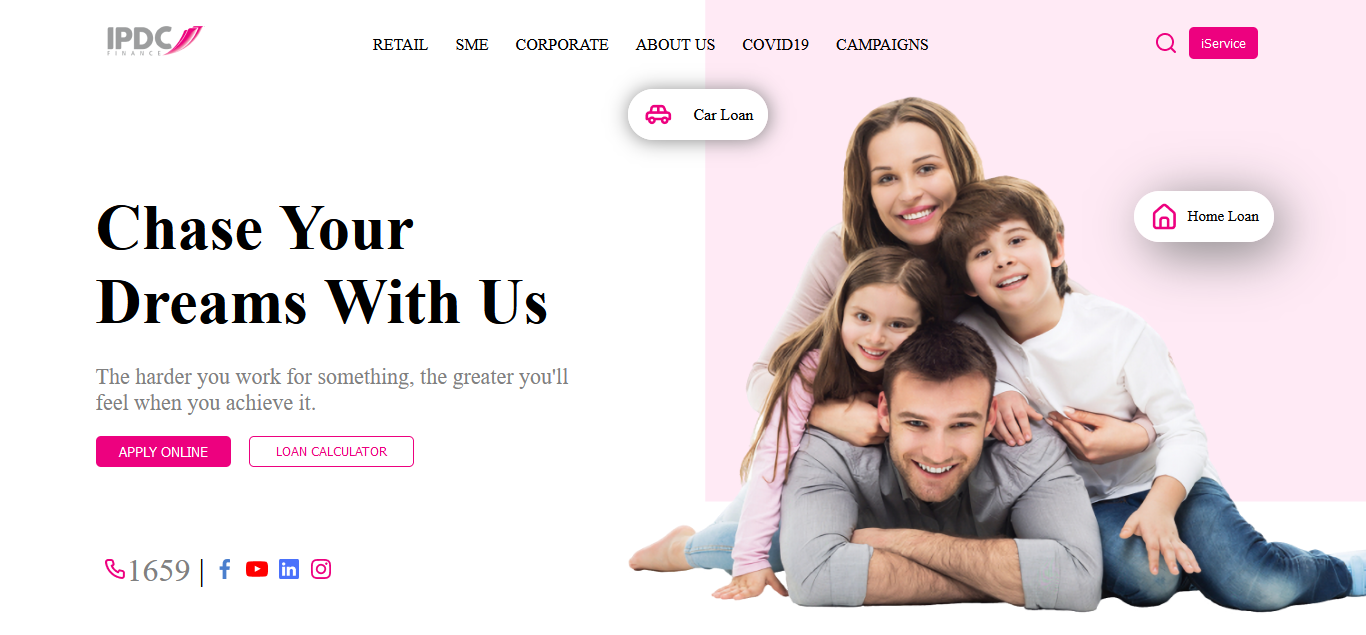 IPDC
FINANCE
RETAIL SME CORPORATE ABOUT US COVID19 CAMPAIGNS
iService
Car Loan
Home Loan
Chase Your
Dreams With Us
The harder you work for something, the greater you'll
feel when you achieve it.
APPLY ONLINE
LOAN CALCULATOR
1659 |